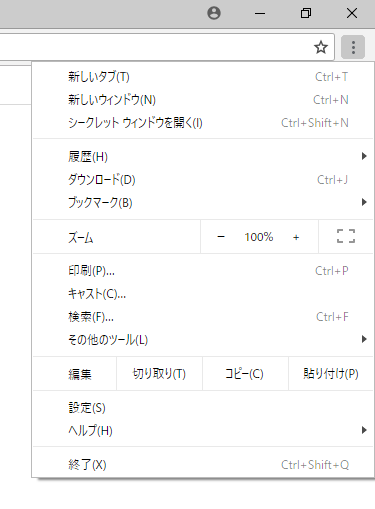 新しいタブ(T) Ctrl+T
新しいウィンドウ(N) Ctrl+N
シークレット ウィンドウを開く(I) Ctrl+Shift+N
履歴(H)
ダウンロード(D) Ctrl+J
ブックマーク(B)
ズーム − 100% +
印刷(P)... Ctrl+P
キャスト(C)...
検索(F)... Ctrl+F
その他のツール(L)
編集 切り取り(T) コピー(C) 貼り付け(P)
設定(S)
ヘルプ(H)
終了(X) Ctrl+Shift+Q